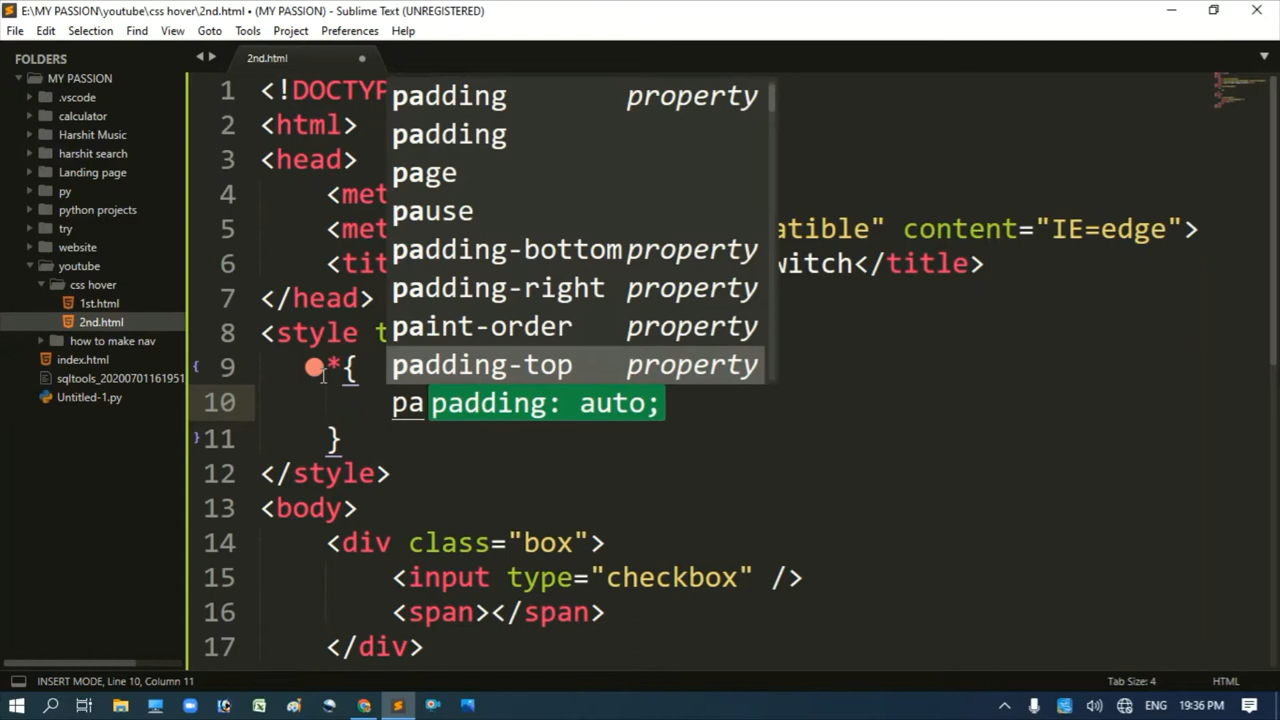 E:\MY PASSION\youtube\css hover\2nd.html • (MY PASSION) - Sublime Text (UNREGISTERED)
File Edit Selection Find View Goto Tools Project Preferences Help
FOLDERS
MY PASSION
.vscode
calculator
Harshit Music
harshit search
Landing page
py
python projects
try
website
youtube
css hover
1st.html
2nd.html
how to make nav
index.html
sqltools_20200701161951
Untitled-1.py
2nd.html
1 <!DOCTYP
2 <html>
3 <head>
4 <met
5 <met atible" content="IE=edge">
6 <tit witch</title>
7 </head>
8 <style t
9 *{
10 pa padding: auto;
11 }
12 </style>
13 <body>
14 <div class="box">
15 <input type="checkbox" />
16 <span></span>
17 </div>
padding property
padding
page
pause
padding-bottom property
padding-right property
paint-order property
padding-top property
INSERT MODE, Line 10, Column 11 Tab Size: 4 HTML
ENG 19:36 PM